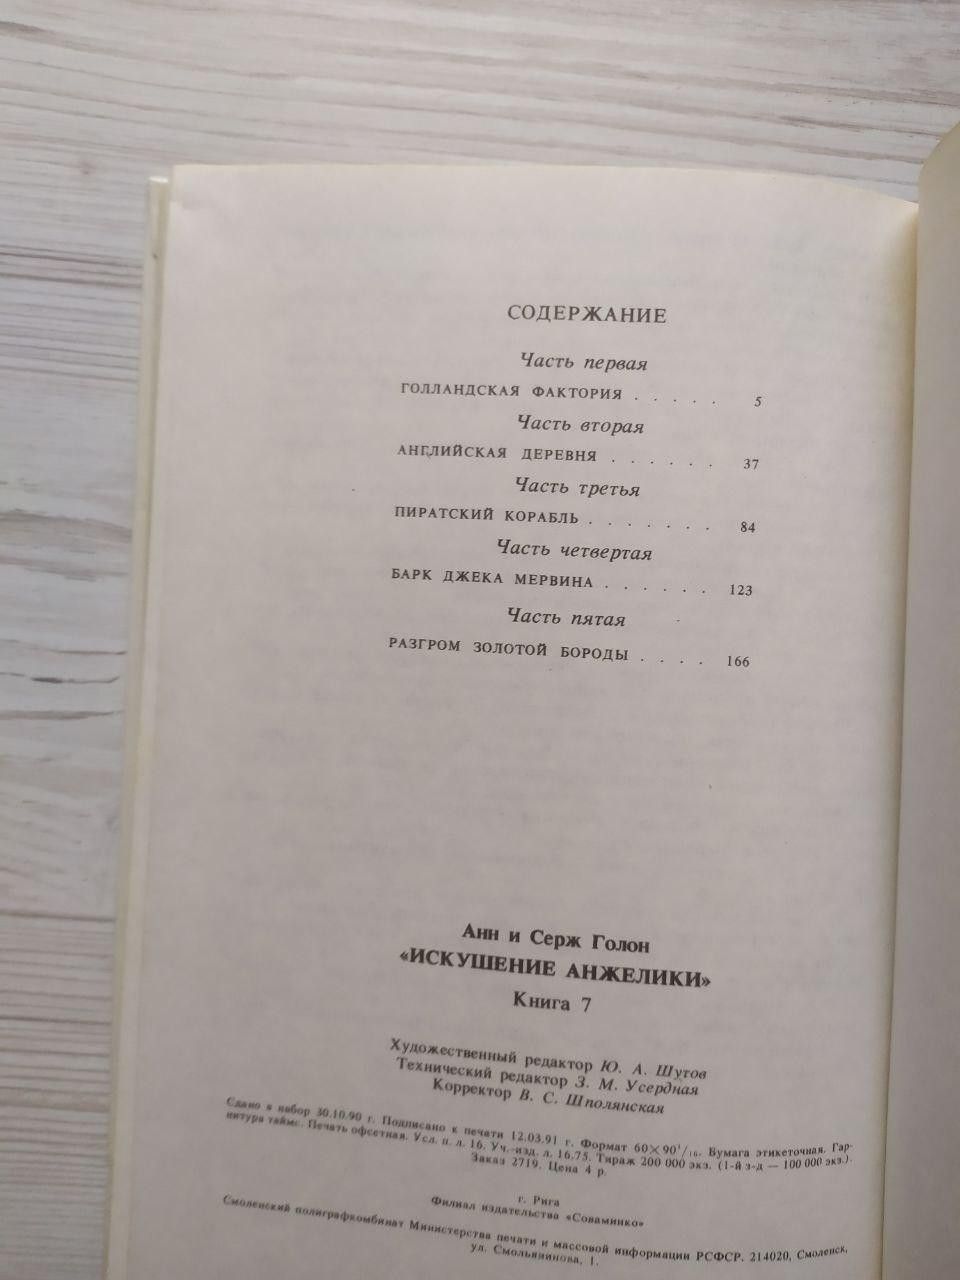 СОДЕРЖАНИЕ
Часть первая
ГОЛЛАНДСКАЯ ФАКТОРИЯ . . . . . 5
Часть вторая
АНГЛИЙСКАЯ ДЕРЕВНЯ . . . . . . 37
Часть третья
ПИРАТСКИЙ КОРАБЛЬ . . . . . . . 84
Часть четвертая
БАРК ДЖЕКА МЕРВИНА . . . . . . 123
Часть пятая
РАЗГРОМ ЗОЛОТОЙ БОРОДЫ . . . . 166
Анн и Серж Голон
«ИСКУШЕНИЕ АНЖЕЛИКИ»
Книга 7
Художественный редактор Ю. А. Шутов
Технический редактор З. М. Усердная
Корректор В. С. Шполянская
Сдано в набор 30.10.90 г. Подписано к печати 12.03.91 г. Формат 60×90¹/₁₆. Бумага этикеточная. Гар-
нитура таймс. Печать офсетная. Усл. п. л. 16. Уч.-изд. л. 16.75. Тираж 200 000 экз. (1-й з-д — 100 000 экз.).
Заказ 2719. Цена 4 р.
г. Рига
Филиал издательства «Соваминко»
Смоленский полиграфкомбинат Министерства печати и массовой информации РСФСР. 214020, Смоленск,
ул. Смольянинова, 1.